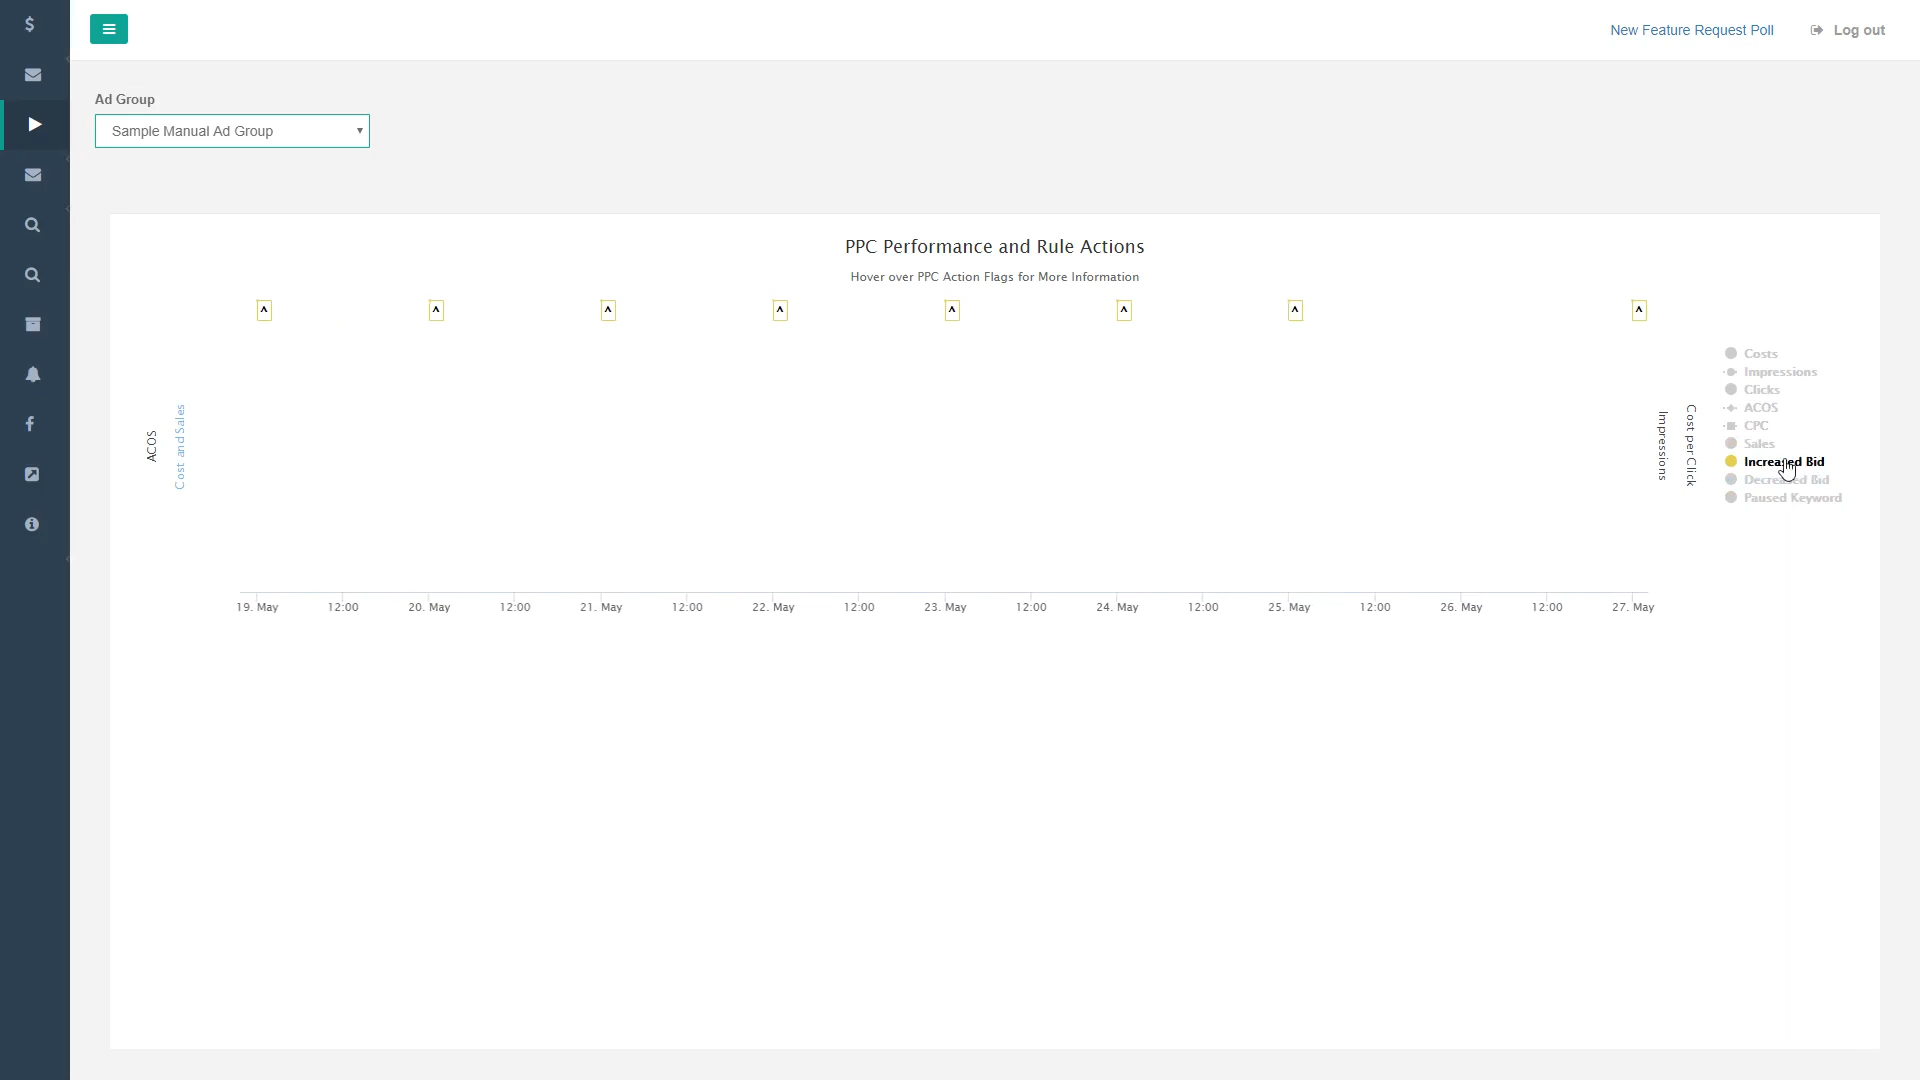 New Feature Request Poll
Log out
Ad Group
Sample Manual Ad Group
PPC Performance and Rule Actions
Hover over PPC Action Flags for More Information
^ ^ ^ ^ ^ ^ ^ ^
ACOS
Cost and Sales
Impressions
Cost per Click
Costs
Impressions
Clicks
ACOS
CPC
Sales
Increased Bid
Decreased Bid
Paused Keyword
19. May 12:00 20. May 12:00 21. May 12:00 22. May 12:00 23. May 12:00 24. May 12:00 25. May 12:00 26. May 12:00 27. May